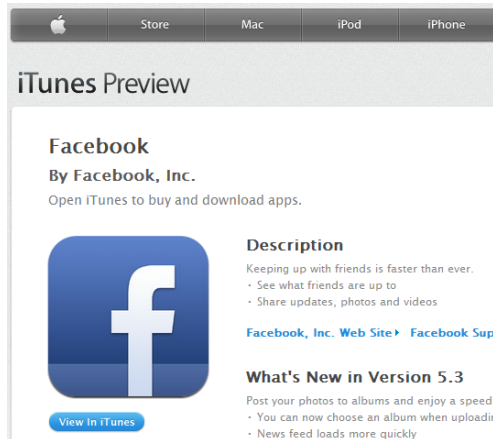 Store Mac iPod iPhone
iTunes Preview
Facebook
By Facebook, Inc.
Open iTunes to buy and download apps.
Description
Keeping up with friends is faster than ever.
· See what friends are up to
· Share updates, photos and videos
Facebook, Inc. Web Site Facebook Sup
What's New in Version 5.3
Post your photos to albums and enjoy a speed
· You can now choose an album when uploadin
· News feed loads more quickly
View In iTunes